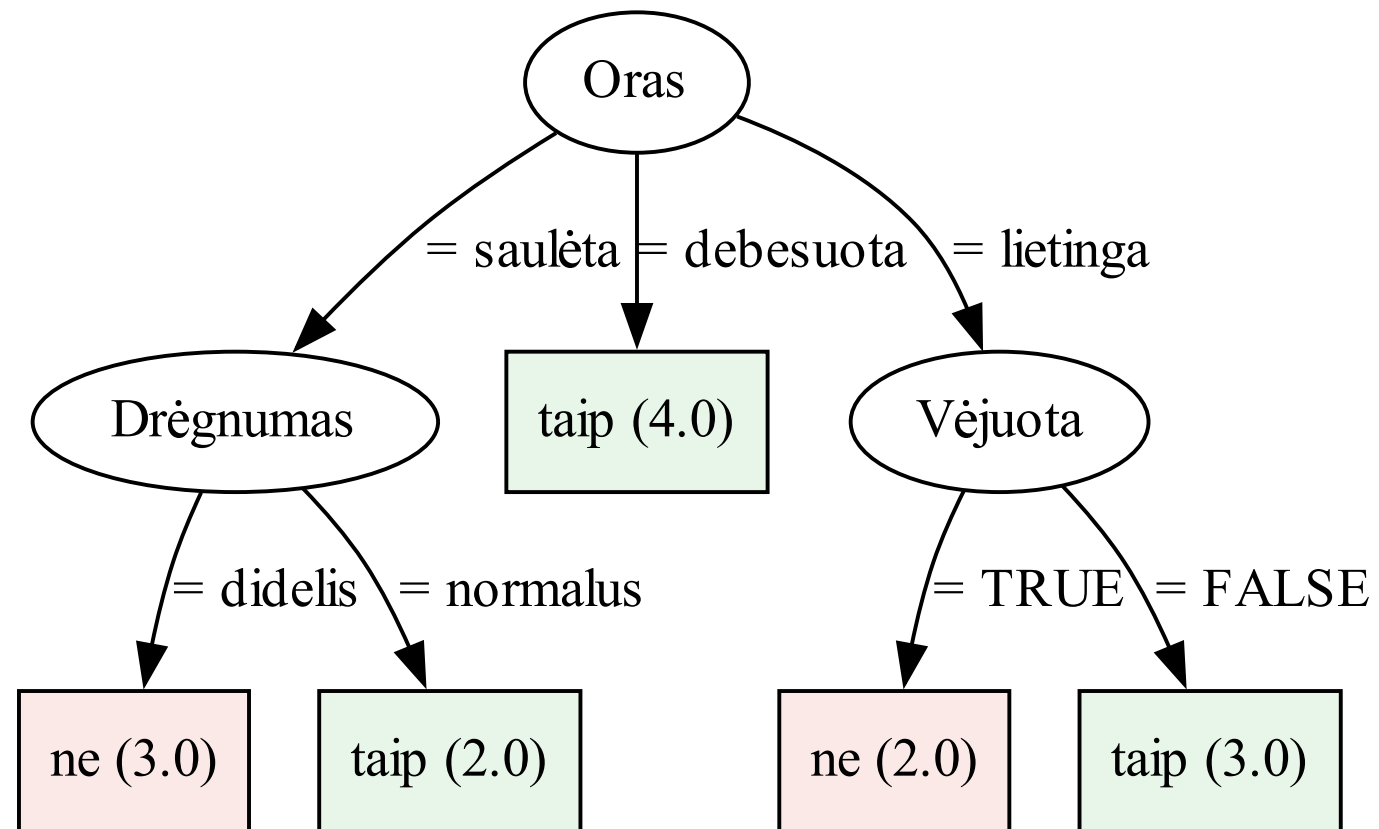 Oras
= saulėta
= debesuota
= lietinga
Drėgnumas
taip (4.0)
Vėjuota
= didelis
= normalus
= TRUE
= FALSE
ne (3.0)
taip (2.0)
ne (2.0)
taip (3.0)